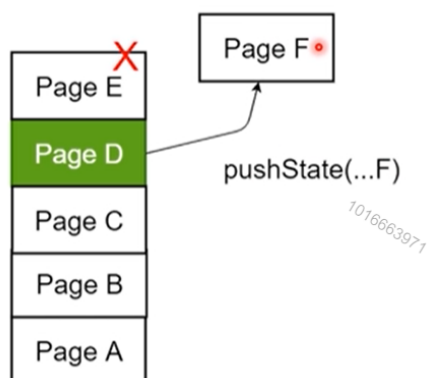 Page F
Page E
Page D
pushState(...F)
Page C
1016663971
Page B
Page A